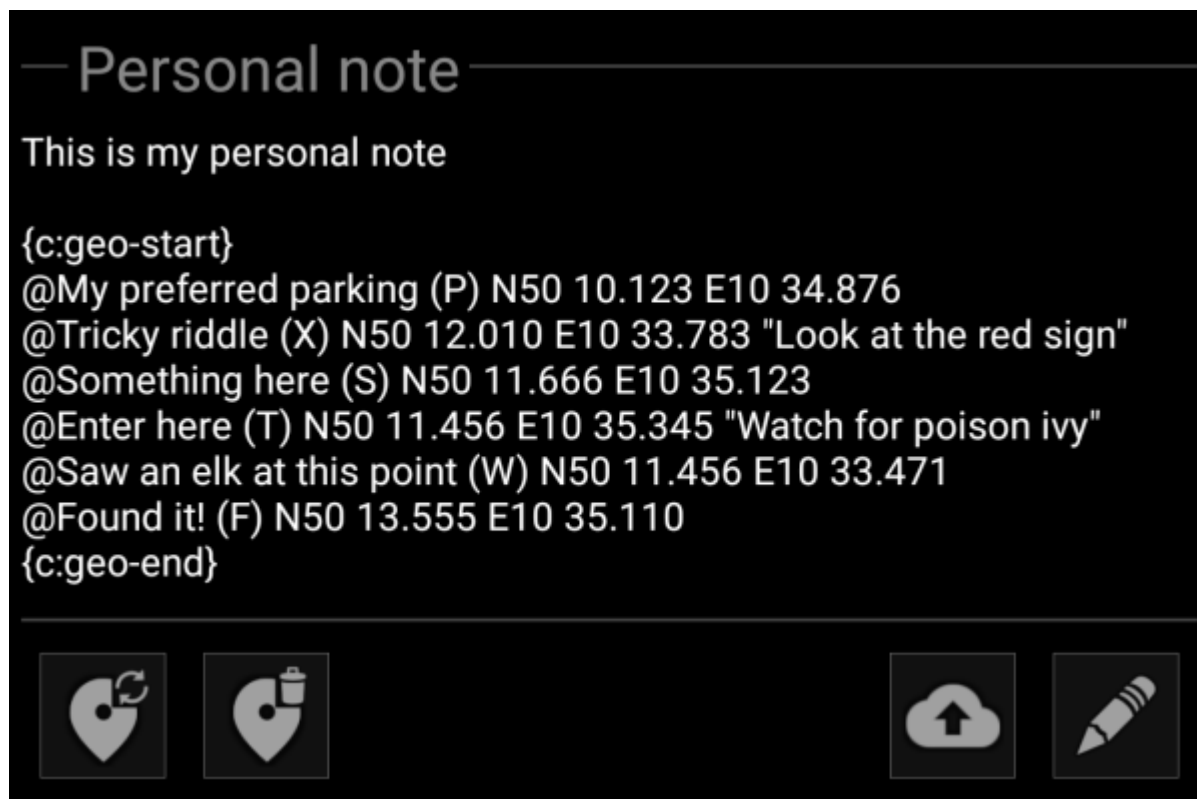 Personal note
This is my personal note
{c:geo-start}
@My preferred parking (P) N50 10.123 E10 34.876
@Tricky riddle (X) N50 12.010 E10 33.783 "Look at the red sign"
@Something here (S) N50 11.666 E10 35.123
@Enter here (T) N50 11.456 E10 35.345 "Watch for poison ivy"
@Saw an elk at this point (W) N50 11.456 E10 33.471
@Found it! (F) N50 13.555 E10 35.110
{c:geo-end}